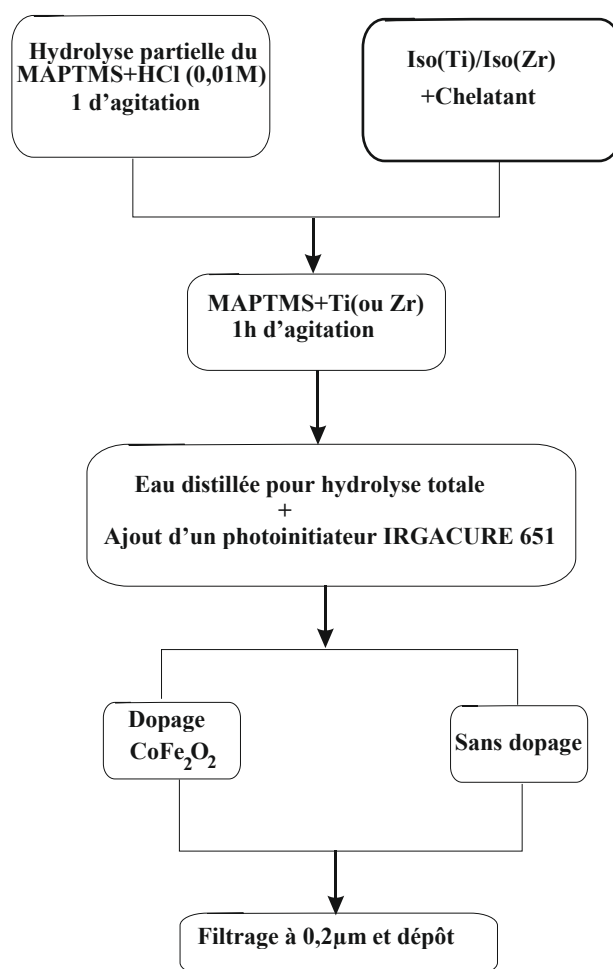 Hydrolyse partielle du
MAPTMS+HCl (0,01M)
1 d’agitation
Iso(Ti)/Iso(Zr)
+Chelatant
MAPTMS+Ti(ou Zr)
1h d’agitation
Eau distillée pour hydrolyse totale
+
Ajout d’un photoinitiateur IRGACURE 651
Dopage
CoFe₂O₂
Sans dopage
Filtrage à 0,2µm et dépôt